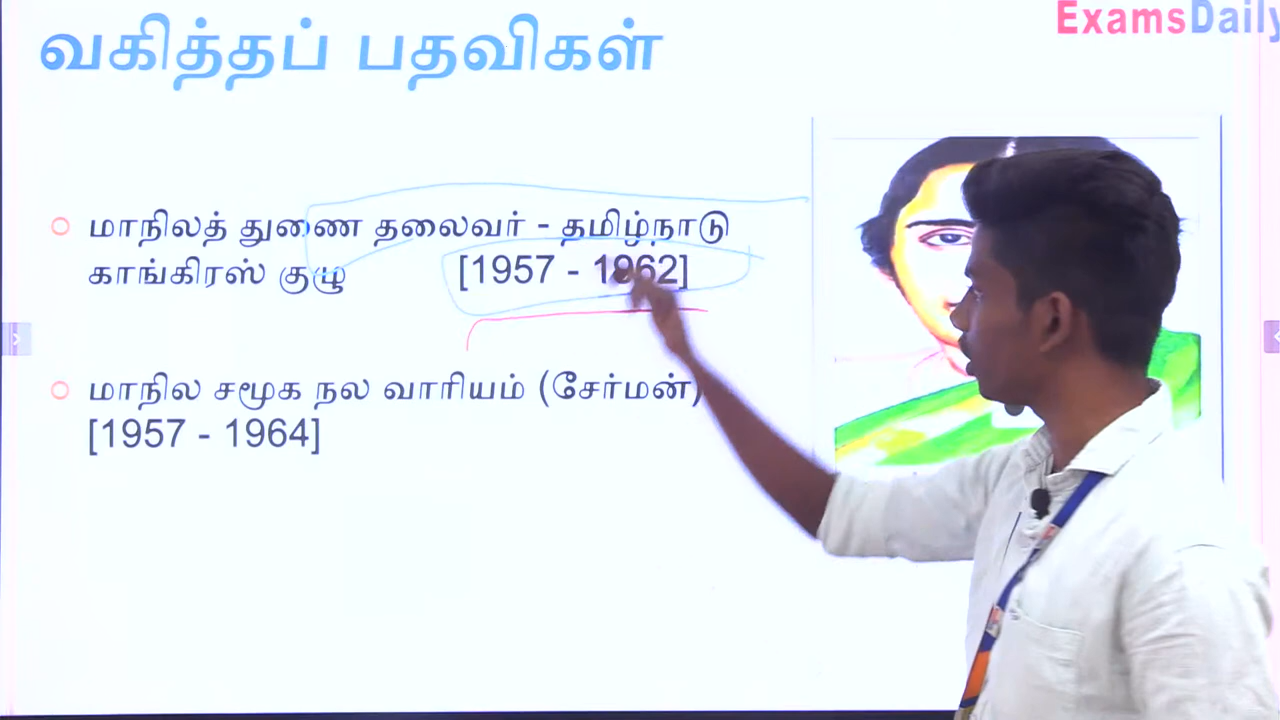 ExamsDaily
வகித்தப் பதவிகள்
மாநிலத் துணை தலைவர் - தமிழ்நாடு
காங்கிரஸ் குழு [1957 - 1962]
மாநில சமூக நல வாரியம் (சேர்மன்)
[1957 - 1964]